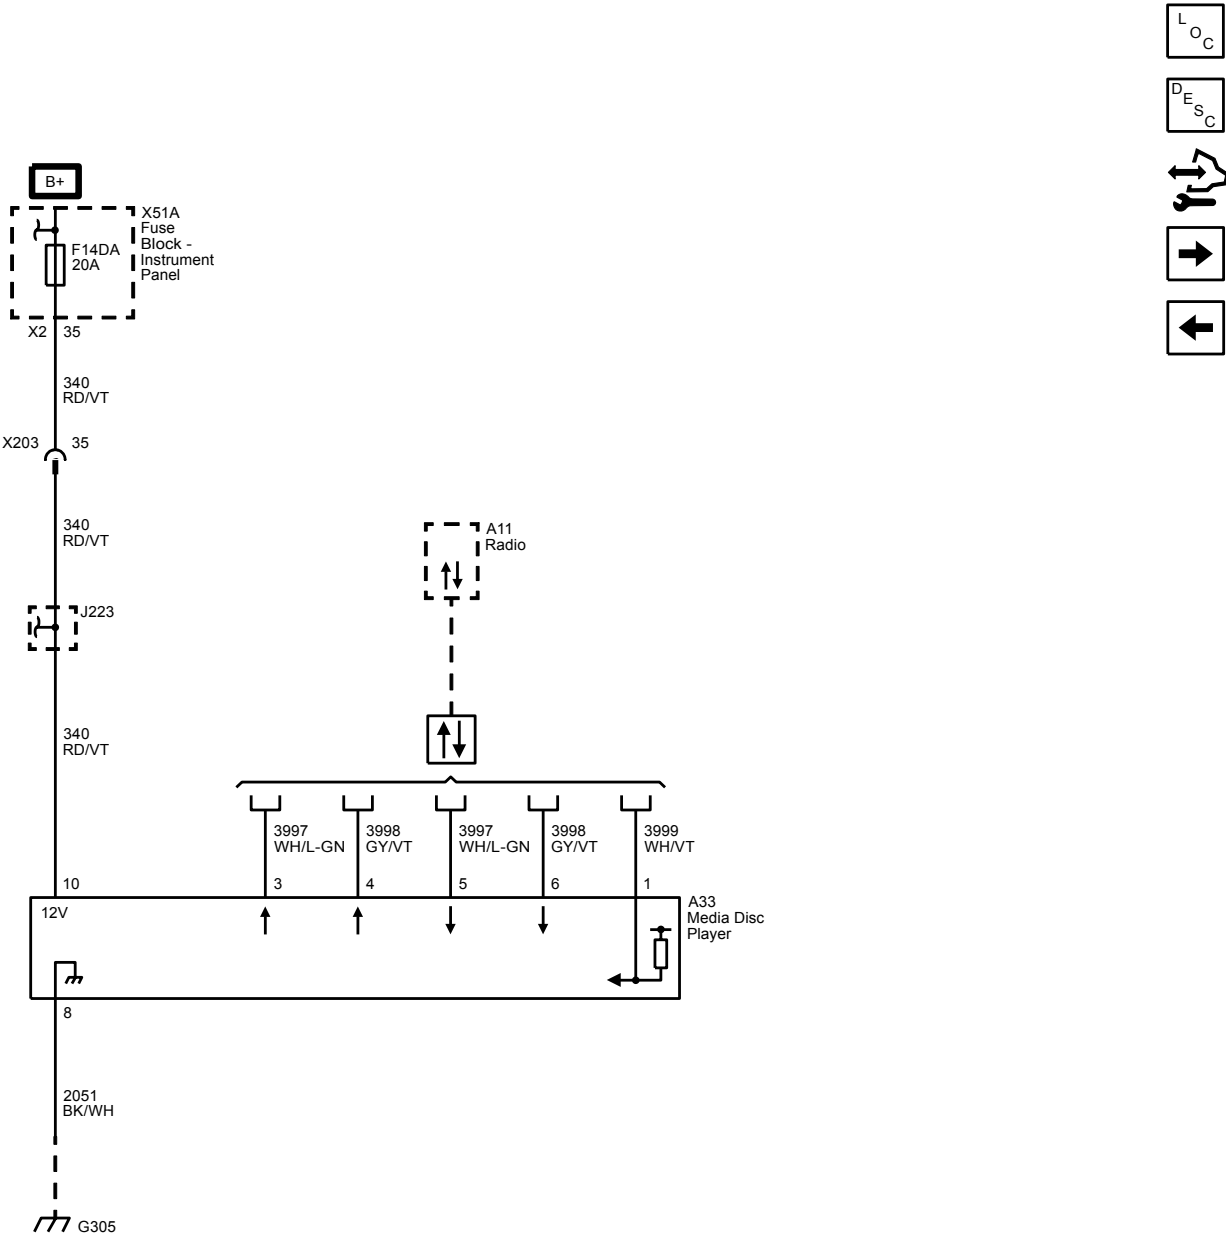 L
O
C
D
E
S
C
B+
X51A
Fuse
Block -
Instrument
Panel
F14DA
20A
X2 35
340
RD/VT
X203 35
340
RD/VT
A11
Radio
J223
340
RD/VT
3997
WH/L-GN
3998
GY/VT
3997
WH/L-GN
3998
GY/VT
3999
WH/VT
10 3 4 5 6 1
12V
A33
Media Disc
Player
8
2051
BK/WH
G305